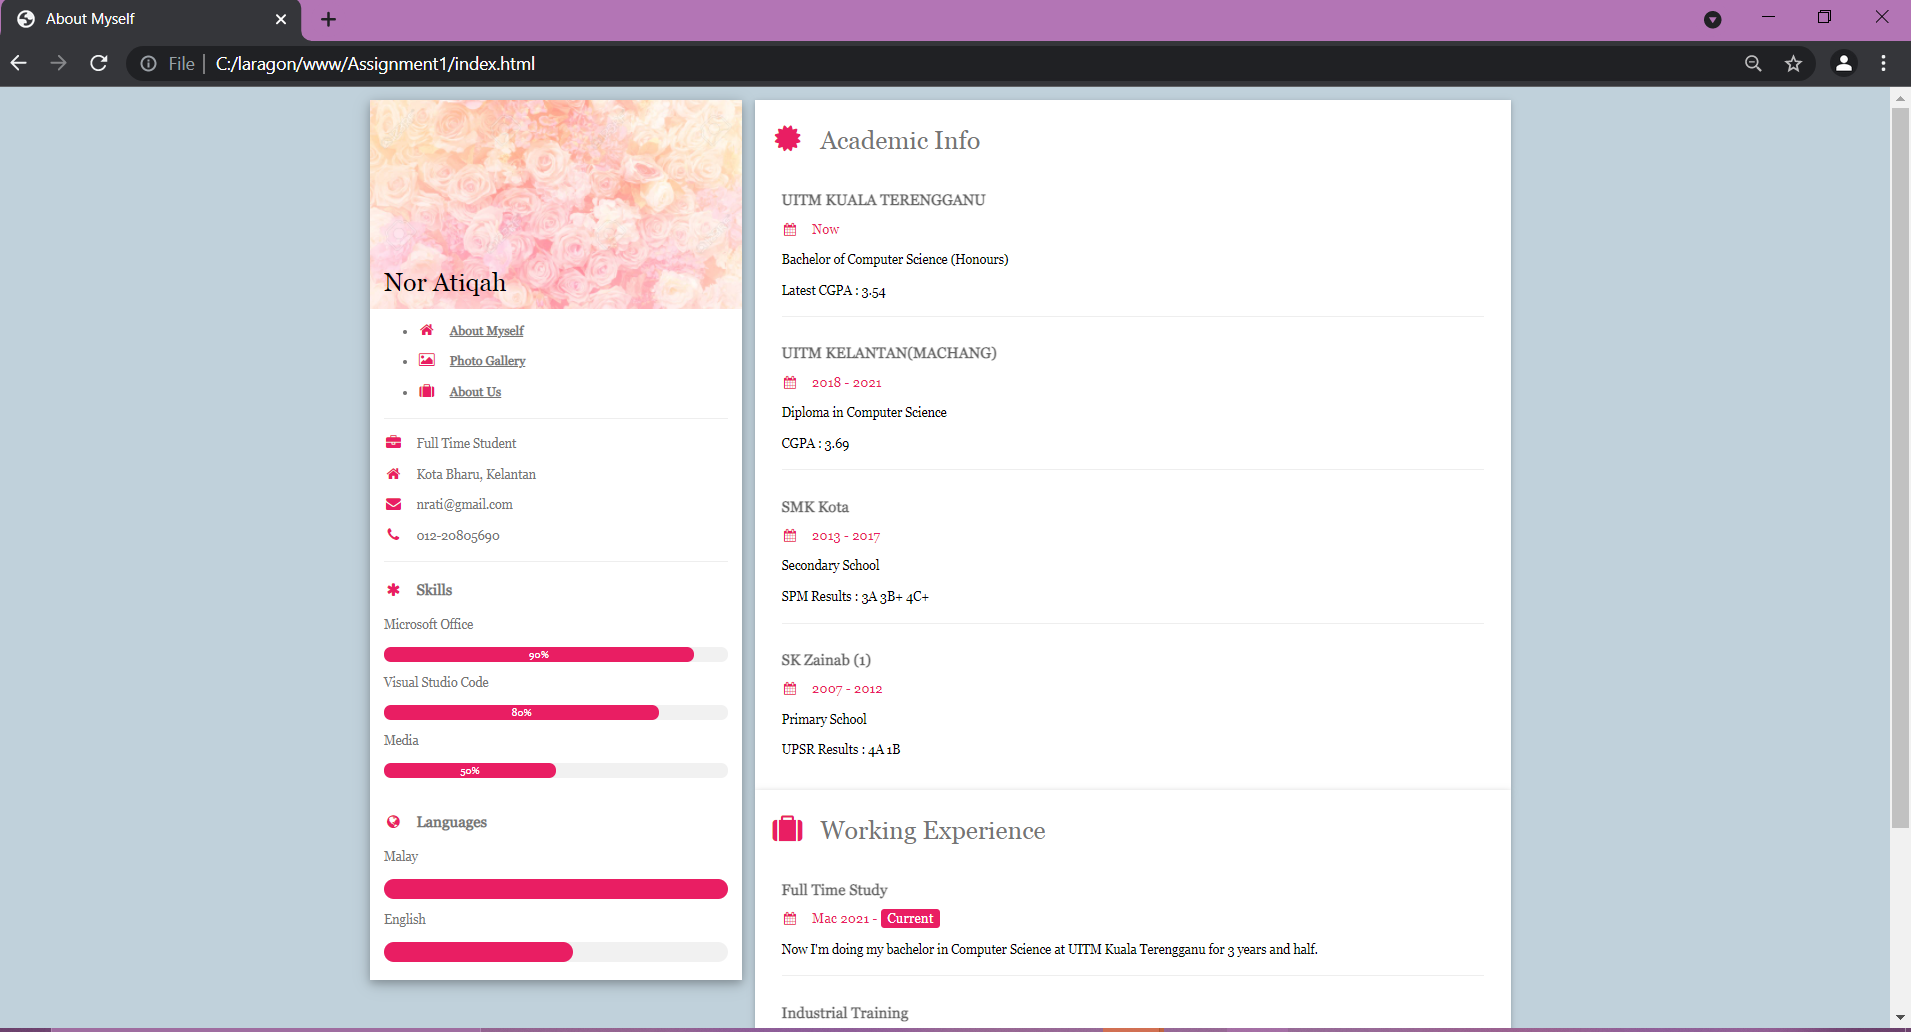 About Myself
File
C:/laragon/www/Assignment1/index.html
Nor Atiqah
About Myself
Photo Gallery
About Us
Full Time Student
Kota Bharu, Kelantan
nrati@gmail.com
012-20805690
Skills
Microsoft Office
90%
Visual Studio Code
80%
Media
50%
Languages
Malay
English
Academic Info
UITM KUALA TERENGGANU
Now
Bachelor of Computer Science (Honours)
Latest CGPA : 3.54
UITM KELANTAN(MACHANG)
2018 - 2021
Diploma in Computer Science
CGPA : 3.69
SMK Kota
2013 - 2017
Secondary School
SPM Results : 3A 3B+ 4C+
SK Zainab (1)
2007 - 2012
Primary School
UPSR Results : 4A 1B
Working Experience
Full Time Study
Mac 2021 - Current
Now I'm doing my bachelor in Computer Science at UITM Kuala Terengganu for 3 years and half.
Industrial Training